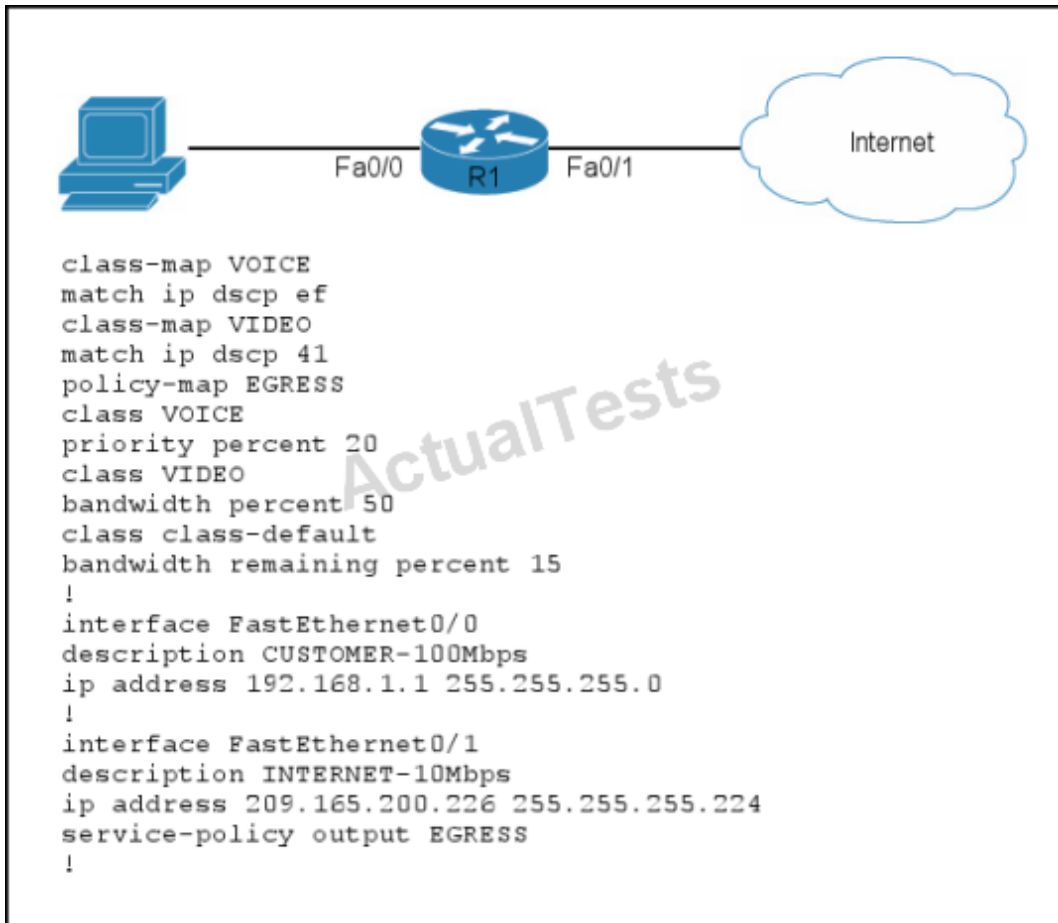 Internet
Fa0/0
R1
Fa0/1
class-map VOICE
match ip dscp ef
class-map VIDEO
match ip dscp 41
policy-map EGRESS
class VOICE
priority percent 20
class VIDEO
bandwidth percent 50
class class-default
bandwidth remaining percent 15
!
interface FastEthernet0/0
description CUSTOMER-100Mbps
ip address 192.168.1.1 255.255.255.0
!
interface FastEthernet0/1
description INTERNET-10Mbps
ip address 209.165.200.226 255.255.255.224
service-policy output EGRESS
!
ActualTests